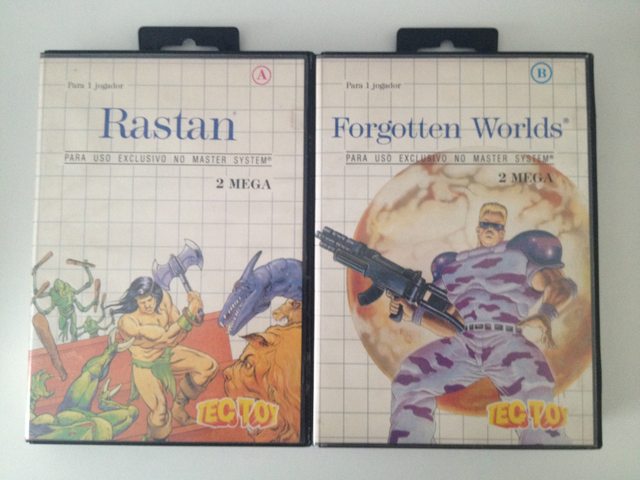 A
Para 1 jogador
Rastan
PARA USO EXCLUSIVO NO MASTER SYSTEM®
2 MEGA
TEC TOY
B
Para 1 jogador
Forgotten Worlds®
PARA USO EXCLUSIVO NO MASTER SYSTEM®
2 MEGA
TEC TOY